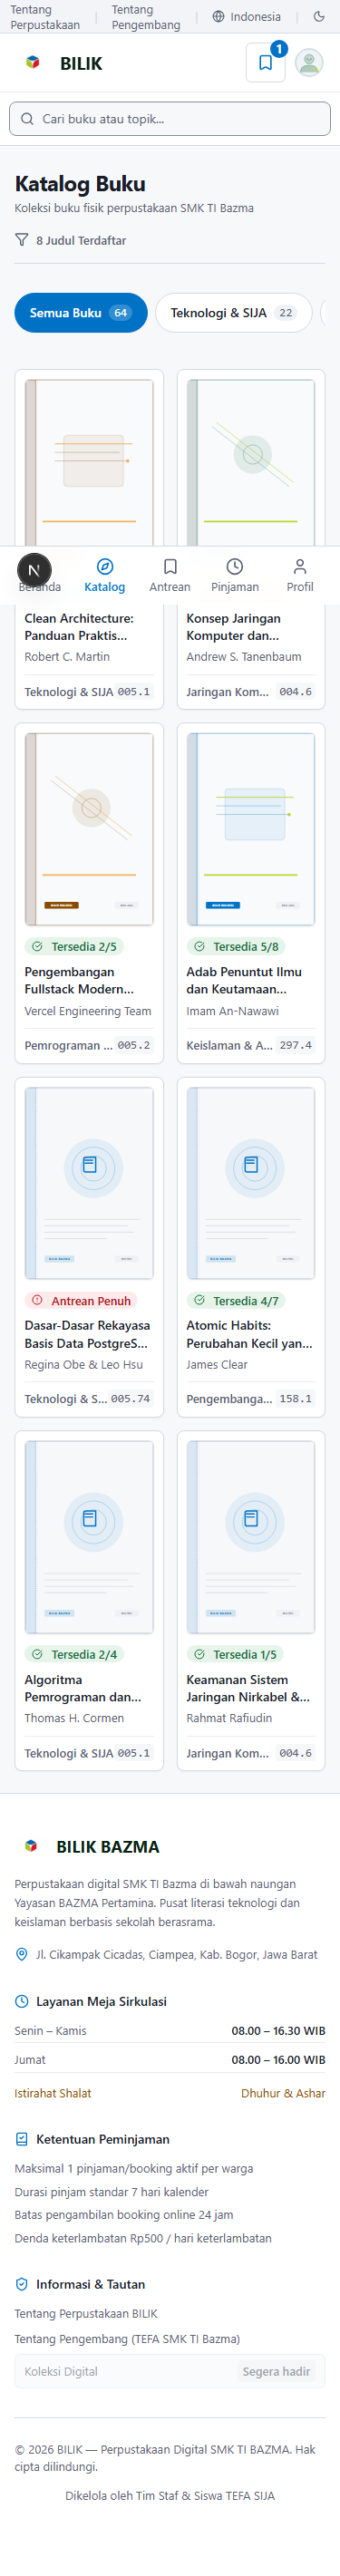 Tentang Perpustakaan
Tentang Pengembang
Indonesia
BILIK
1
Cari buku atau topik...
Katalog Buku
Koleksi buku fisik perpustakaan SMK TI Bazma
8 Judul Terdaftar
Semua Buku 64
Teknologi & SIJA 22
Beranda
Katalog
Antrean
Pinjaman
Profil
Clean Architecture: Panduan Praktis...
Robert C. Martin
Teknologi & SIJA 005.1
Konsep Jaringan Komputer dan...
Andrew S. Tanenbaum
Jaringan Kom... 004.6
Tersedia 2/5
Pengembangan Fullstack Modern...
Vercel Engineering Team
Pemrograman ... 005.2
Tersedia 5/8
Adab Penuntut Ilmu dan Keutamaan...
Imam An-Nawawi
Keislaman & A... 297.4
Antrean Penuh
Dasar-Dasar Rekayasa Basis Data PostgreS...
Regina Obe & Leo Hsu
Teknologi & S... 005.74
Tersedia 4/7
Atomic Habits: Perubahan Kecil yan...
James Clear
Pengembanga... 158.1
Tersedia 2/4
Algoritma Pemrograman dan...
Thomas H. Cormen
Teknologi & SIJA 005.1
Tersedia 1/5
Keamanan Sistem Jaringan Nirkabel &...
Rahmat Rafiudin
Jaringan Kom... 004.6
BILIK BAZMA
Perpustakaan digital SMK TI Bazma di bawah naungan
Yayasan BAZMA Pertamina. Pusat literasi teknologi dan
keislaman berbasis sekolah berasrama.
Jl. Cikampak Cicadas, Ciampea, Kab. Bogor, Jawa Barat
Layanan Meja Sirkulasi
Senin – Kamis 08.00 – 16.30 WIB
Jumat 08.00 – 16.00 WIB
Istirahat Shalat Dhuhur & Ashar
Ketentuan Peminjaman
Maksimal 1 pinjaman/booking aktif per warga
Durasi pinjam standar 7 hari kalender
Batas pengambilan booking online 24 jam
Denda keterlambatan Rp500 / hari keterlambatan
Informasi & Tautan
Tentang Perpustakaan BILIK
Tentang Pengembang (TEFA SMK TI Bazma)
Koleksi Digital Segera hadir
© 2026 BILIK — Perpustakaan Digital SMK TI BAZMA. Hak
cipta dilindungi.
Dikelola oleh Tim Staf & Siswa TEFA SIJA